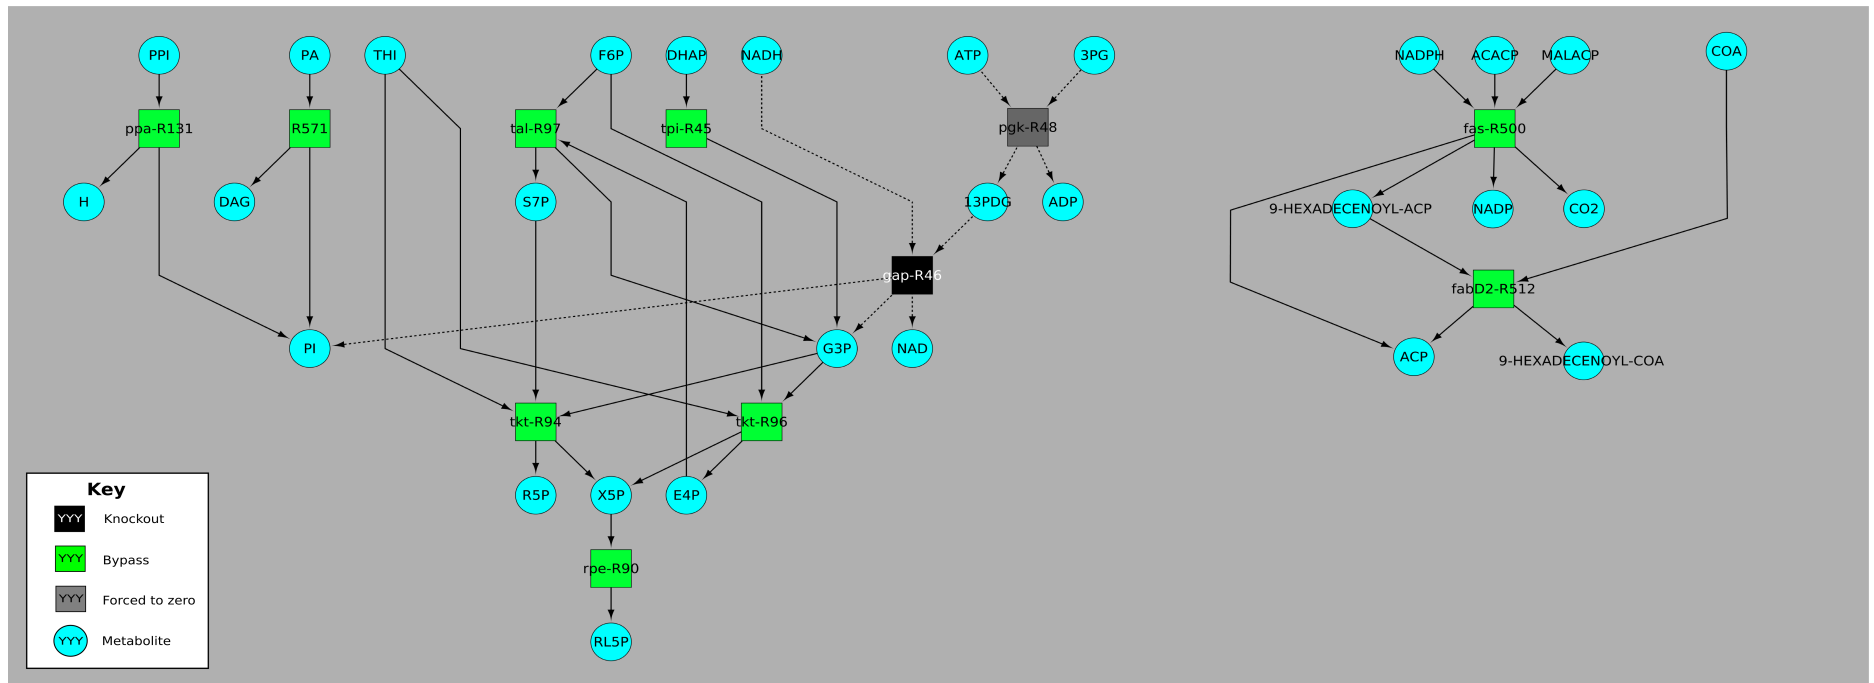 PPI PA THI F6P DHAP NADH ATP 3PG NADPH ACACP MALACP COA
ppa-R131 R571 tal-R97 tpi-R45 pgk-R48 fas-R500
H DAG S7P 13PDG ADP 9-HEXADECENOYL-ACP NADP CO2
gap-R46 fabD2-R512
PI G3P NAD ACP 9-HEXADECENOYL-COA
tkt-R94 tkt-R96
R5P X5P E4P
rpe-R90
RL5P
Key
YYY Knockout
YYY Bypass
YYY Forced to zero
YYY Metabolite